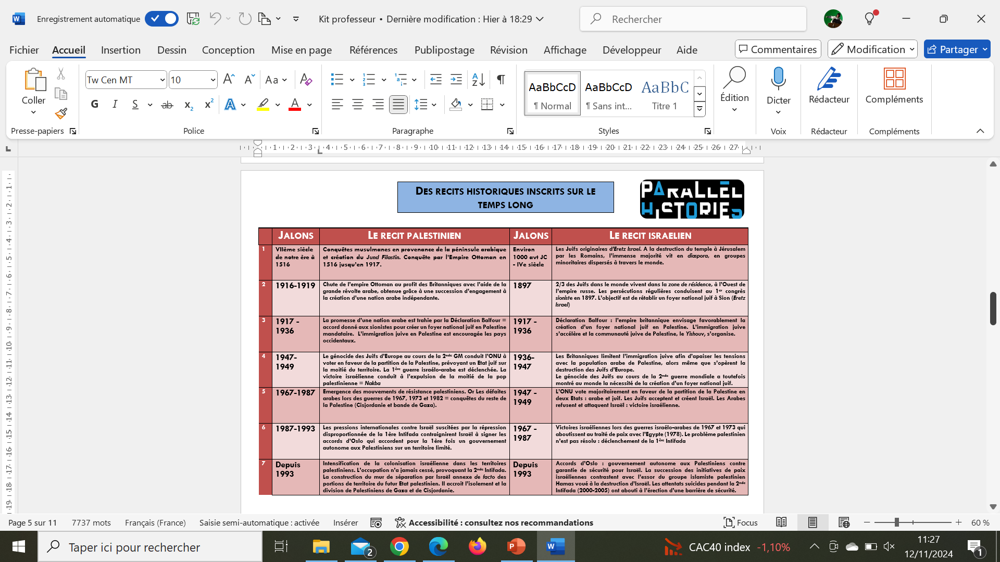 Enregistrement automatique
Kit professeur • Dernière modification : Hier à 18:29
Rechercher
Fichier Accueil Insertion Dessin Conception Mise en page Références Publipostage Révision Affichage Développeur Aide
Commentaires Modification Partager
Coller
Presse-papiers
Tw Cen MT 10
G I S ab x₂ x² A A
Police
Paragraphe
AaBbCcD AaBbCcD AaBbC
¶ Normal ¶ Sans int... Titre 1
Styles
Édition
Dicter
Voix
Rédacteur
Rédacteur
Compléments
Compléments
1 2 3 4 5 6 7 8 9 10 11 12 13 14 15 16 17 18 19 20 21 22 23 24 25 26 27
DES RECITS HISTORIQUES INSCRITS SUR LE
TEMPS LONG
PARALLEL
HISTORIES
JALONS LE RECIT PALESTINIEN JALONS LE RECIT ISRAELIEN
1
VIIème siècle
de notre ère à
1516
Conquêtes musulmanes en provenance de la péninsule arabique
et création du Jund Filastin. Conquête par l'Empire Ottoman en
1516 jusqu'en 1917.
Environ
1000 avt JC
- IVe siècle
Les Juifs originaires d'Eretz Israel. A la destruction du temple à Jérusalem
par les Romains, l'immense majorité vit en diaspora, en groupes
minoritaires dispersés à travers le monde.
2
1916-1919
Chute de l'empire Ottoman au profit des Britanniques avec l'aide de la
grande révolte arabe, obtenue grâce à une succession d'engagement à
la création d'une nation arabe indépendante.
1897
2/3 des Juifs dans le monde vivent dans la zone de résidence, à l'Ouest de
l'empire russe. Les persécutions régulières conduisent au 1er congrès
sioniste en 1897. L'objectif est de rétablir un foyer national juif à Sion (Eretz
Israel)
3
1917 -
1936
La promesse d'une nation arabe est trahie par la Déclaration Balfour =
accord donné aux sionistes pour créer un foyer national juif en Palestine
mandataire. L'immigration juive en Palestine est encouragée les pays
occidentaux.
1917 -
1936
Déclaration Balfour : l'empire britannique envisage favorablement la
création d'un foyer national juif en Palestine. L'immigration juive
s'accélère et la communauté juive de Palestine, le Yishouv, s'organise.
4
1947-
1949
Le génocide des Juifs d'Europe au cours de la 2nde GM conduit l'ONU à
voter en faveur de la partition de la Palestine, prévoyant un Etat juif sur
la moitié du territoire. La 1ère guerre israélo-arabe est déclenchée. La
victoire israélienne conduit à l'expulsion de la moitié de la pop
palestinienne = Nakba
1936-
1947
Les Britanniques limitent l'immigration juive afin d'apaiser les tensions
avec la population arabe de Palestine, alors même que s'opèrent la
destruction des Juifs d'Europe.
Le génocide des Juifs au cours de la 2nde guerre mondiale a toutefois
montré au monde la nécessité de la création d'un foyer national juif.
5
1967-1987
Emergence des mouvements de résistance palestiniens. Or Les défaites
arabes lors des guerres de 1967, 1973 et 1982 = conquêtes du reste de
la Palestine (Cisjordanie et bande de Gaza).
1947 -
1949
L'ONU vote majoritairement en faveur de la partition de la Palestine en
deux Etats : arabe et juif. Les Juifs acceptent et créent Israël. Les Arabes
refusent et attaquent Israël : victoire israélienne.
6
1987-1993
Les pressions internationales contre Israël suscitées par la répression
disproportionnée de la 1ère Intifada contraignirent Israël à signer les
accords d'Oslo qui accordent pour la 1ère fois un gouvernement
autonome aux Palestiniens sur un territoire limité.
1967 -
1987
Victoires israéliennes lors des guerres israélo-arabes de 1967 et 1973 qui
aboutissent au traité de paix avec l'Egypte (1978). Le problème palestinien
n'est pas résolu : déclenchement de la 1ère Intifada
7
Depuis
1993
Intensification de la colonisation israélienne dans les territoires
palestiniens. L'occupation n'a jamais cessé, provoquant la 2nde Intifada.
La construction du mur de séparation par Israël annexe de facto des
portions de territoire du futur Etat palestinien. Il accroit l'isolement et la
division de Palestiniens de Gaza et de Cisjordanie.
Depuis
1993
Accords d'Oslo : gouvernement autonome aux Palestiniens contre
garantie de sécurité pour Israël. La succession des initiatives de paix
israéliennes contrastent avec l'essor du groupe islamiste palestinien
Hamas voué à la destruction d'Israël. Les attentats suicides pendant la 2nde
Intifada (2000-2005) ont abouti à l'érection d'une barrière de sécurité.
Page 5 sur 11 7737 mots Français (France) Saisie semi-automatique : activée Insérer Accessibilité : consultez nos recommandations Focus 60 %
Taper ici pour rechercher
2
CAC40 index -1,10%
11:27
12/11/2024
1